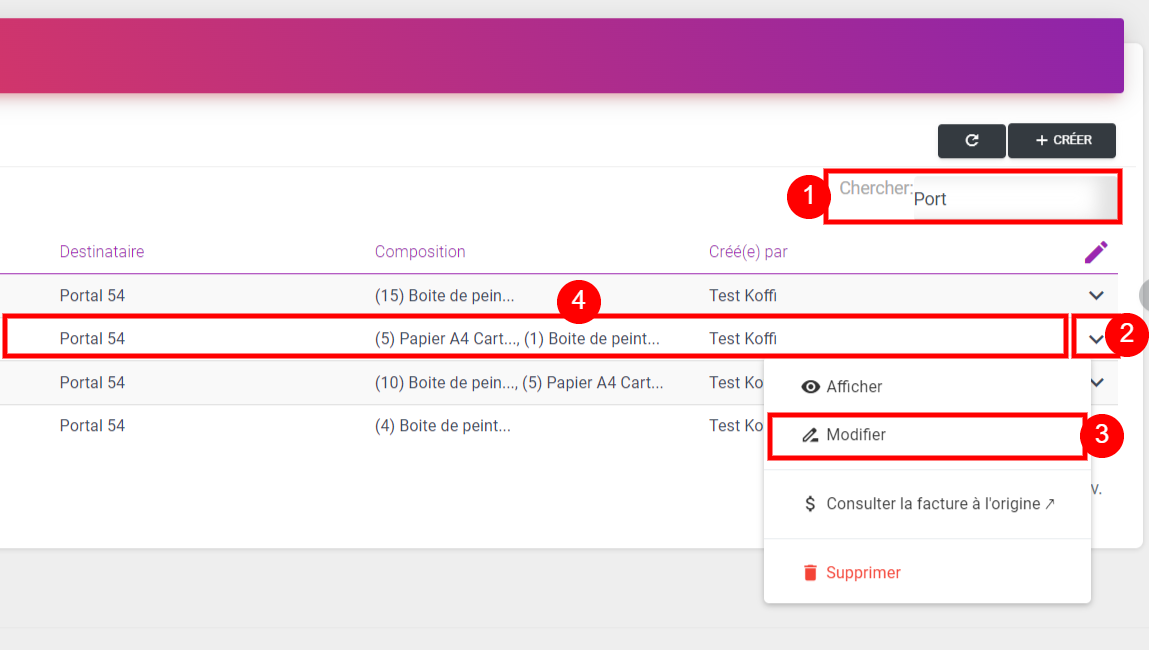 CRÉER
1
Chercher: Port
Destinataire Composition Créé(e) par
Portal 54 (15) Boite de pein... Test Koffi
4
Portal 54 (5) Papier A4 Cart..., (1) Boite de peint... Test Koffi
2
Portal 54 (10) Boite de pein..., (5) Papier A4 Cart... Test Ko
Afficher
Portal 54 (4) Boite de peint... Test Ko
Modifier
3
v.
$ Consulter la facture à l'origine ↗
Supprimer